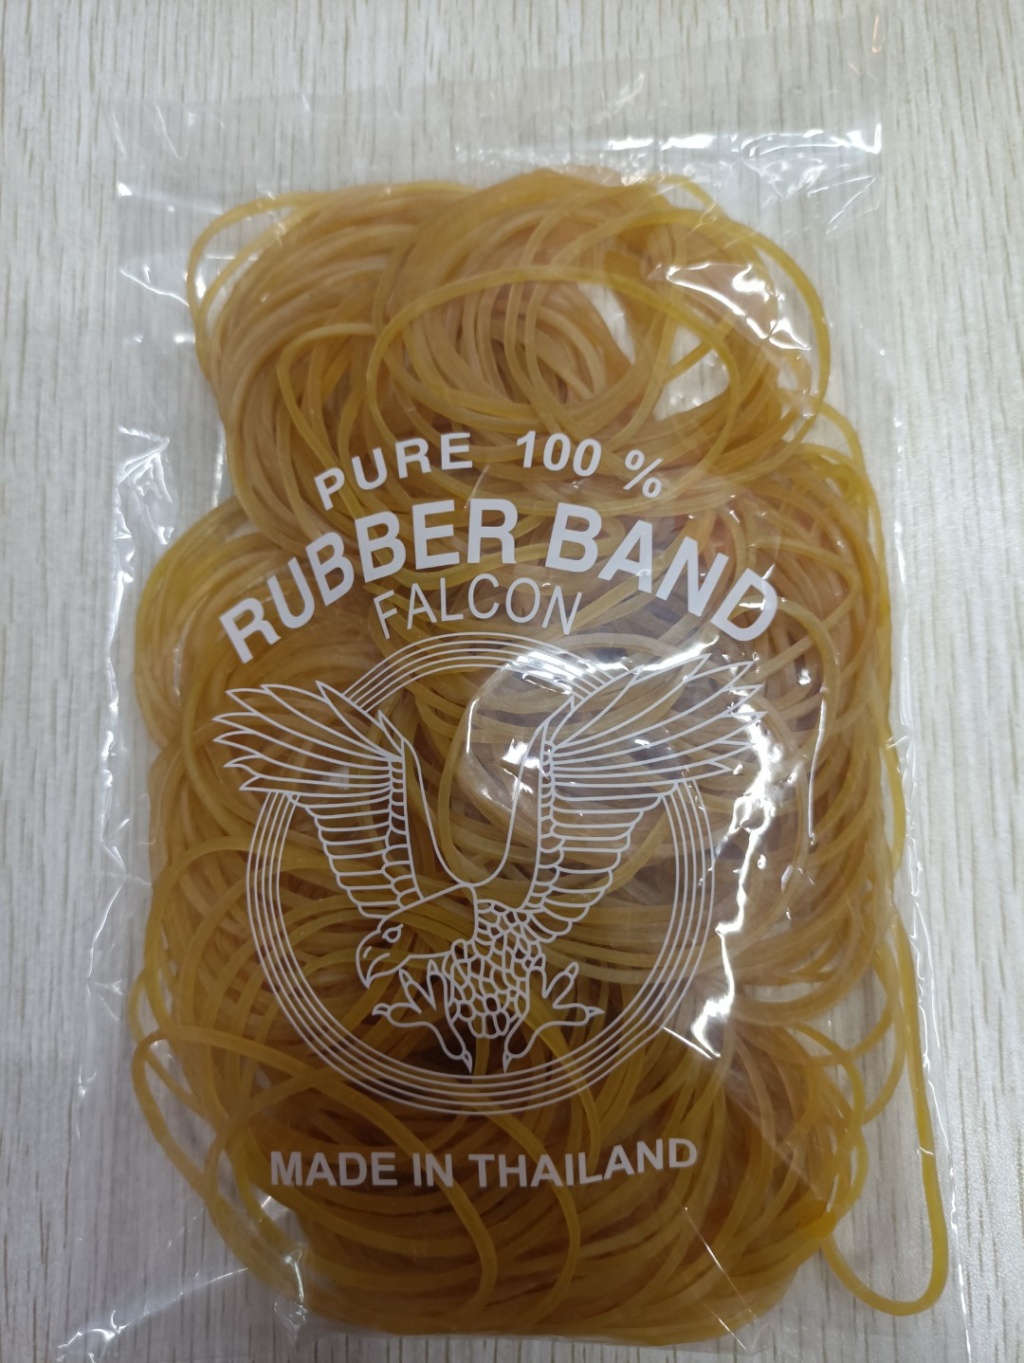 PURE 100 %
RUBBER BAND
FALCON
MADE IN THAILAND